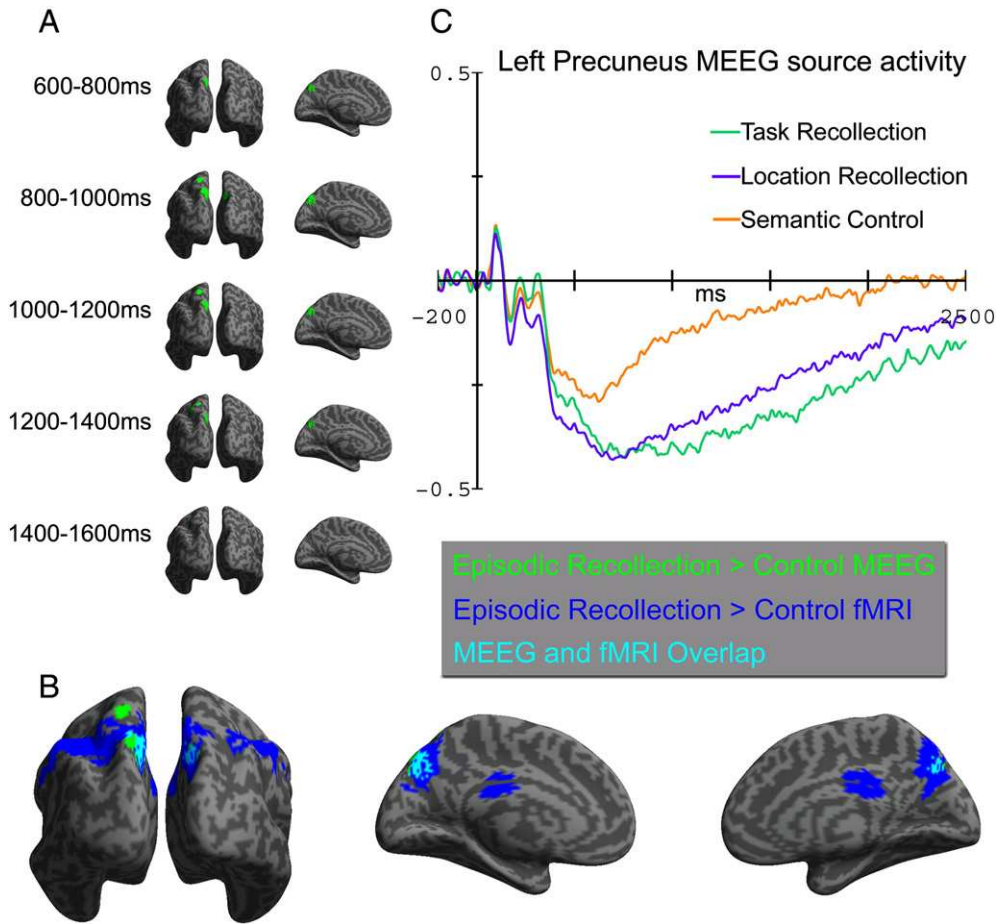 A
600-800ms
800-1000ms
1000-1200ms
1200-1400ms
1400-1600ms
C
Left Precuneus MEEG source activity
0.5
Task Recollection
Location Recollection
Semantic Control
ms
-200
2500
-0.5
Episodic Recollection > Control MEEG
Episodic Recollection > Control fMRI
MEEG and fMRI Overlap
B